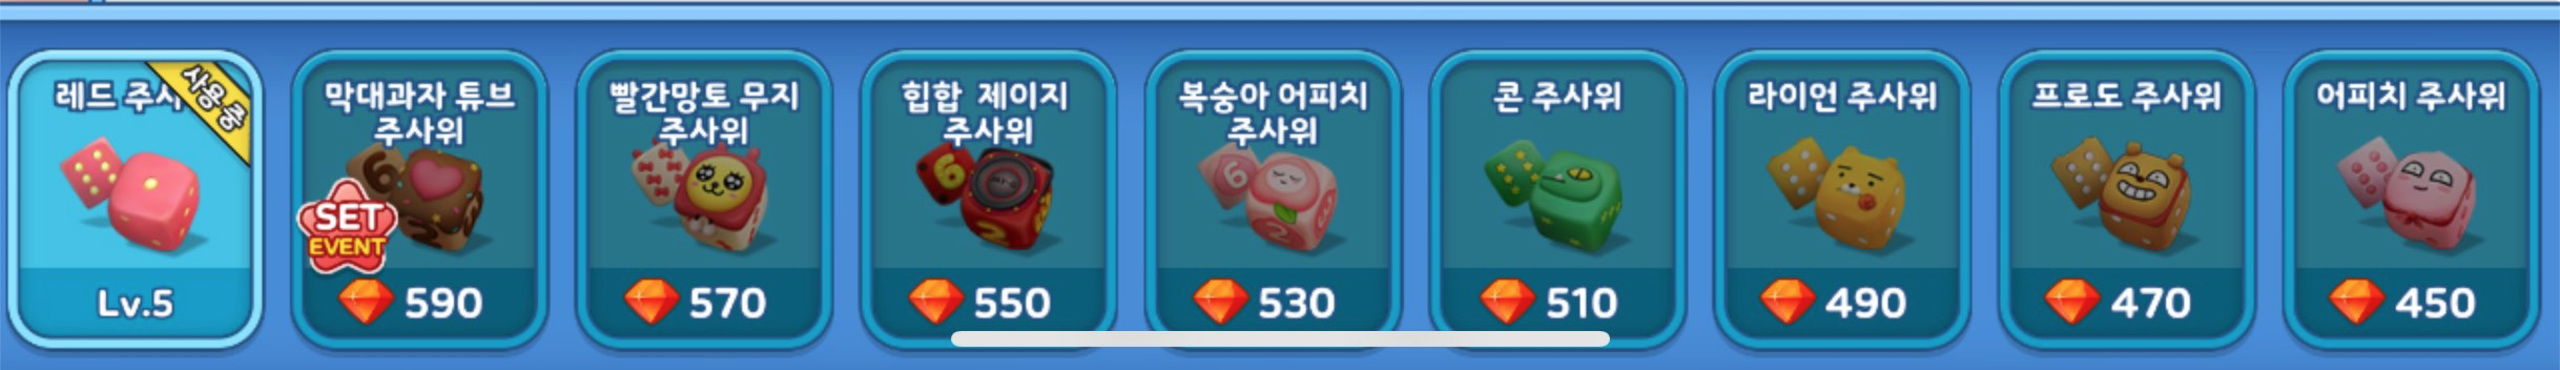 레드 주사
사용 중
Lv.5
막대과자 튜브
주사위
SET
EVENT
590
빨간망토 무지
주사위
570
힙합 제이지
주사위
550
복숭아 어피치
주사위
530
콘 주사위
510
라이언 주사위
490
프로도 주사위
470
어피치 주사위
450